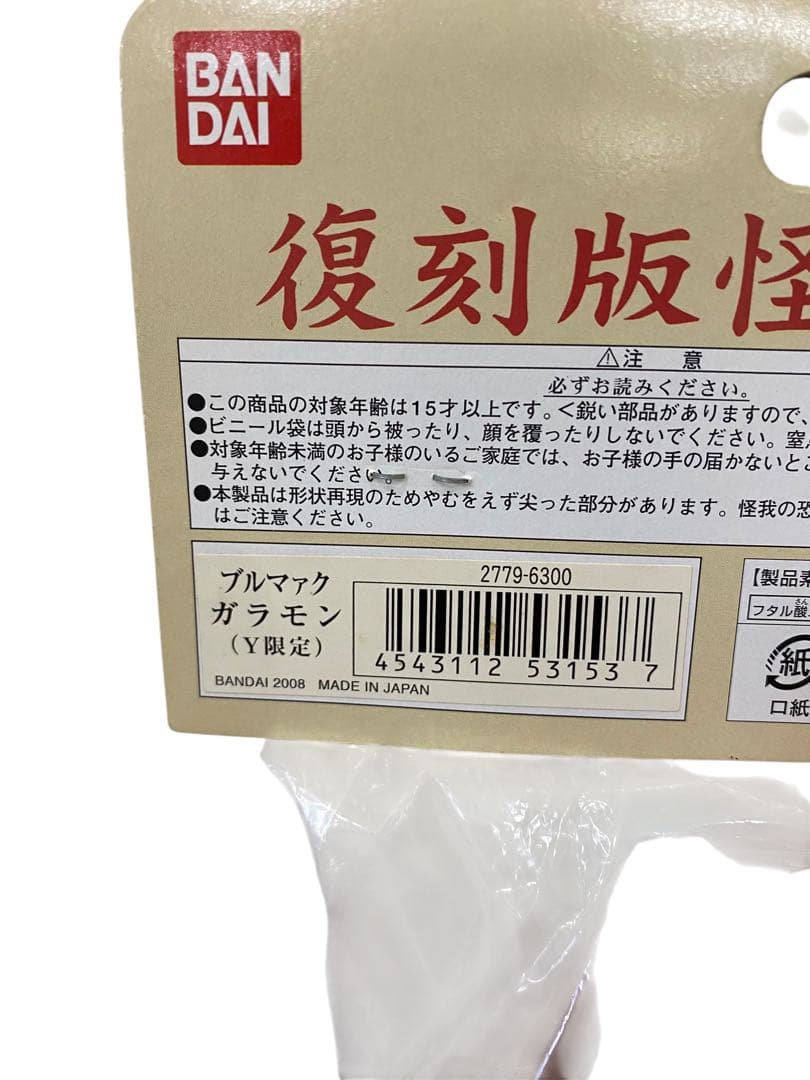 BAN
DAI
復刻版怪
⚠注 意
必ずお読みください。
●この商品の対象年齢は15才以上です。<鋭い部品がありますので、
●ビニール袋は頭から被ったり、顔を覆ったりしないでください。窒
●対象年齢未満のお子様のいるご家庭では、お子様の手の届かないとこ
与えないでください。
●本製品は形状再現のためやむをえず尖った部分があります。怪我の恐
はご注意ください。
ブルマァク
ガラモン
(Y限定)
2779-6300
4543112 53153 7
BANDAI 2008 MADE IN JAPAN
【製品素
フタル酸
紙
口紙